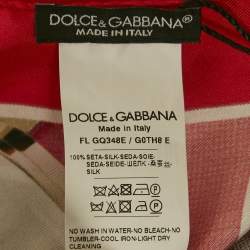 DOLCE & GABBANA
MADE IN ITALY
DOLCE & GABBANA
Made in Italy
FL GQ348E / G0TH8 E
100% SETA-SILK-SEDA-SOIE-
SEDA-SEIDE-ШЕЛК -
SILK
NO WASH IN WATER-NO BLEACH-NO
TUMBLER-COOL IRON-LIGHT DRY
CLEANING